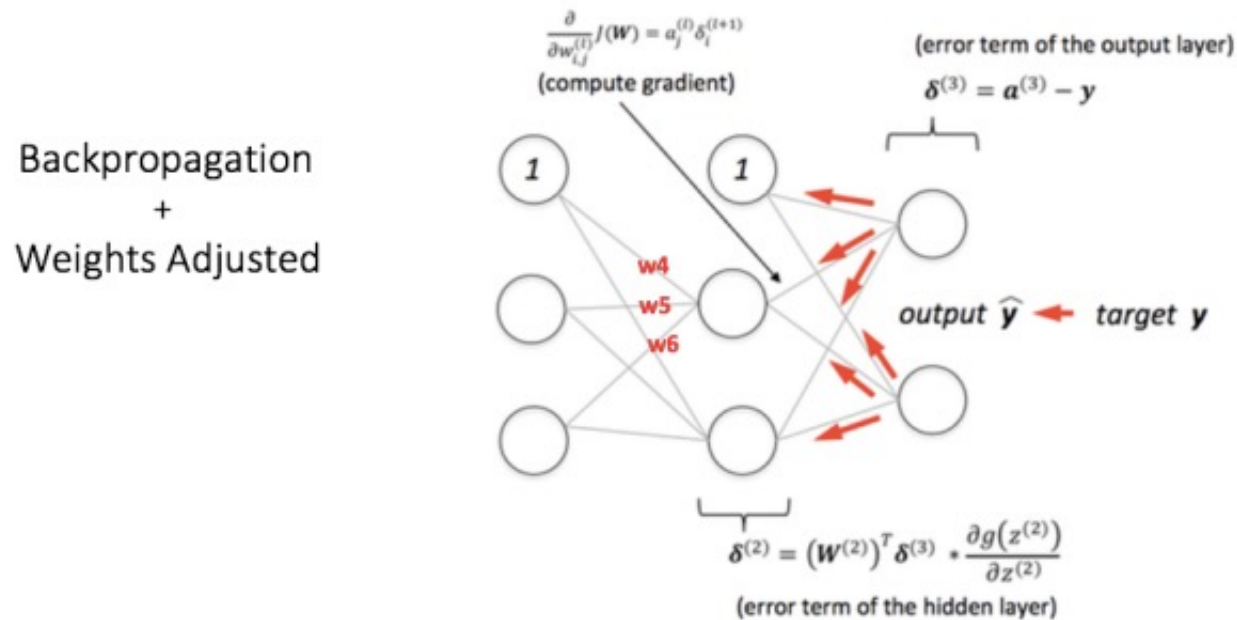 Backpropagation
+
Weights Adjusted
∂/∂w_{i,j}^{(l)} J(W) = a_j^{(l)} δ_i^{(l+1)}
(compute gradient)
(error term of the output layer)
δ^{(3)} = a^{(3)} − y
1
1
w4
w5
w6
output ŷ
target y
δ^{(2)} = (W^{(2)})^T δ^{(3)} * ∂g(z^{(2)})/∂z^{(2)}
(error term of the hidden layer)